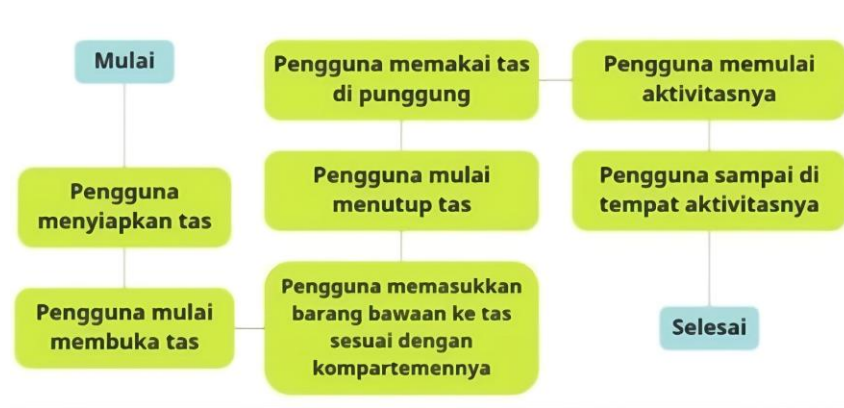 Mulai
Pengguna
menyiapkan tas
Pengguna mulai
membuka tas
Pengguna memasukkan
barang bawaan ke tas
sesuai dengan
kompartemennya
Pengguna mulai
menutup tas
Pengguna memakai tas
di punggung
Pengguna memulai
aktivitasnya
Pengguna sampai di
tempat aktivitasnya
Selesai